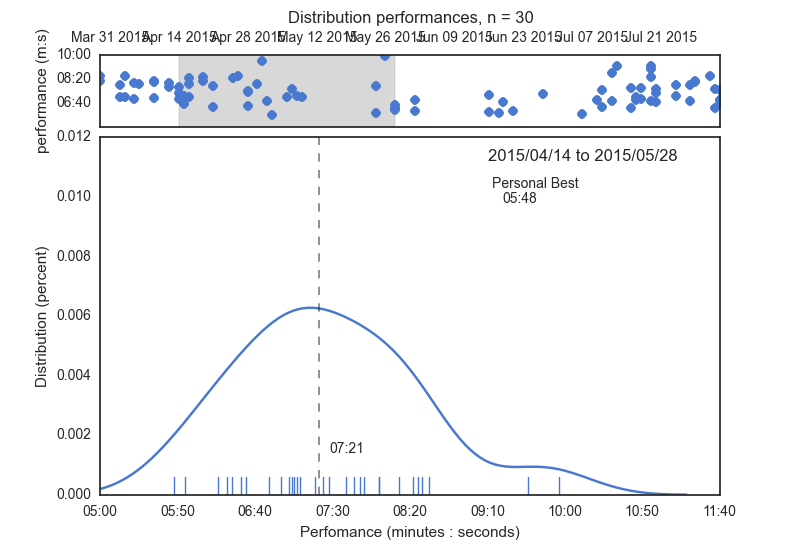 Distribution performances, n = 30
Mar 31 2015 Apr 14 2015 Apr 28 2015 May 12 2015 May 26 2015 Jun 09 2015 Jun 23 2015 Jul 07 2015 Jul 21 2015
performance (m:s)
10:00
08:20
06:40
0.012
0.010
0.008
0.006
0.004
0.002
0.000
Distribution (percent)
2015/04/14 to 2015/05/28
Personal Best
05:48
07:21
05:00 05:50 06:40 07:30 08:20 09:10 10:00 10:50 11:40
Perfomance (minutes : seconds)